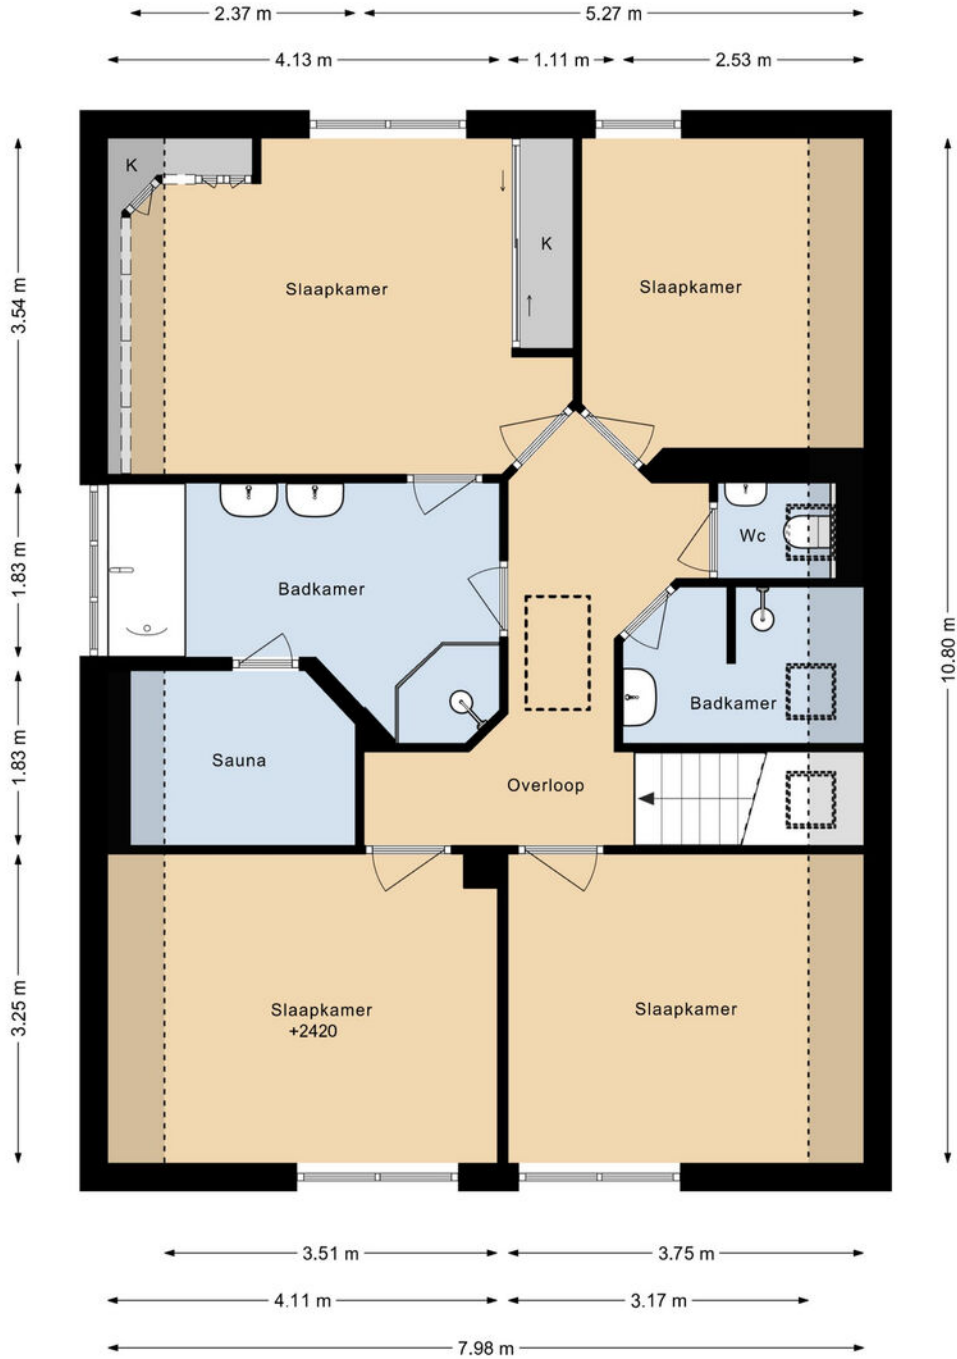 2.37 m
5.27 m
4.13 m
1.11 m
2.53 m
K
K
Slaapkamer
Slaapkamer
3.54 m
Wc
1.83 m
Badkamer
10.80 m
Badkamer
1.83 m
Sauna
Overloop
3.25 m
Slaapkamer
+2420
Slaapkamer
3.51 m
3.75 m
4.11 m
3.17 m
7.98 m